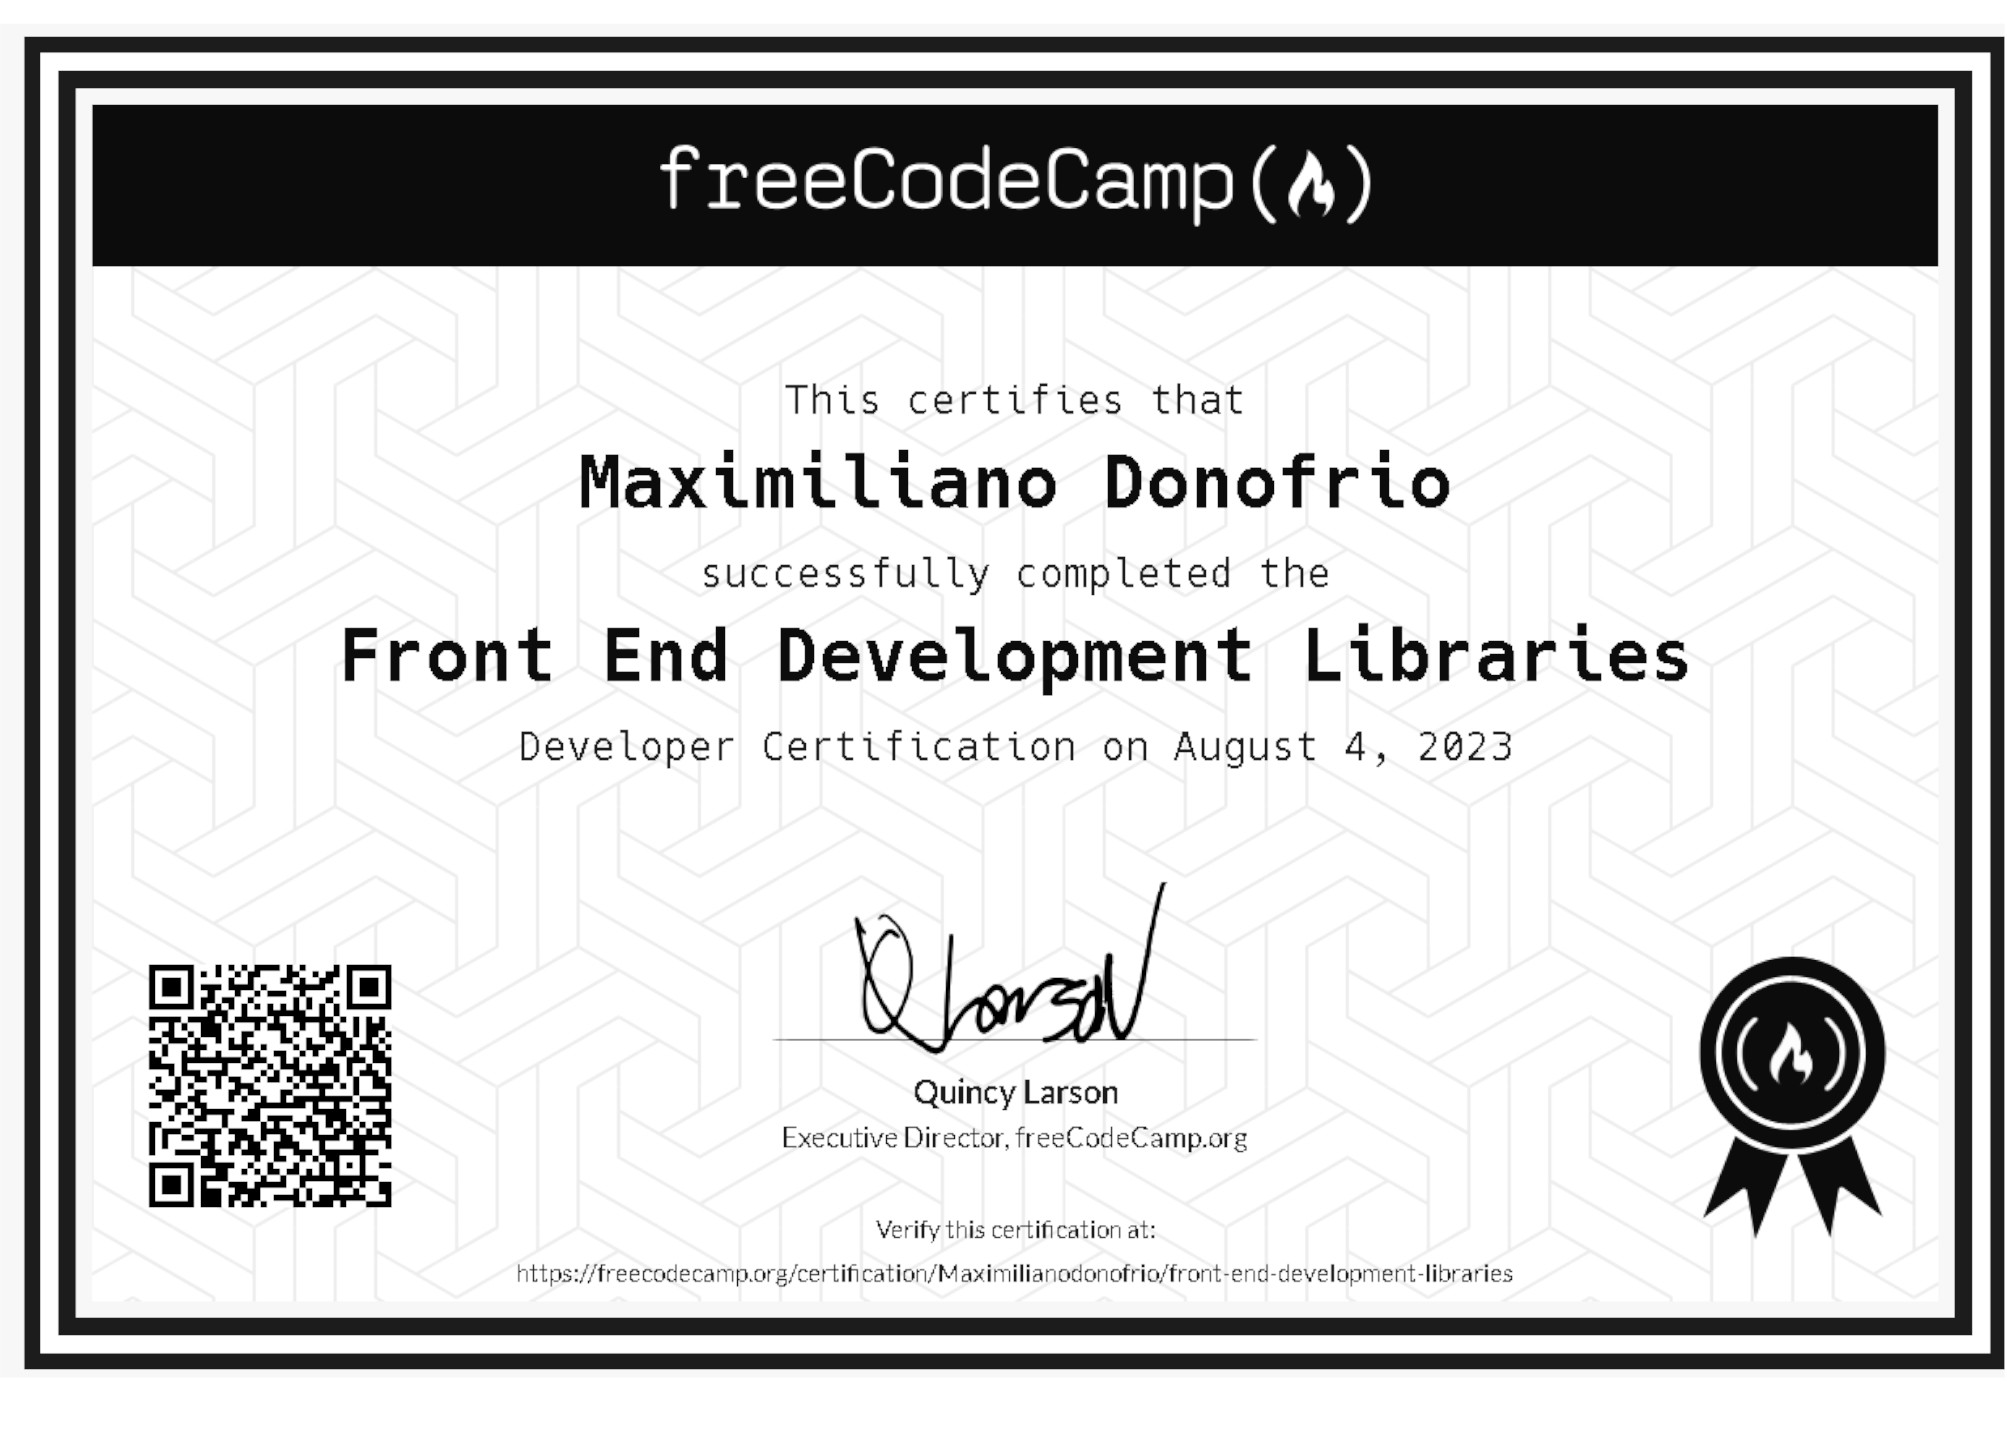 freeCodeCamp(🔥)
This certifies that
Maximiliano Donofrio
successfully completed the
Front End Development Libraries
Developer Certification on August 4, 2023
QLarson
Quincy Larson
Executive Director, freeCodeCamp.org
Verify this certification at:
https://freecodecamp.org/certification/Maximilianodonofrio/front-end-development-libraries